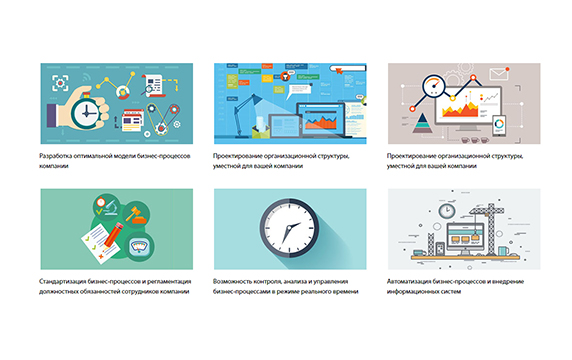 Разработка оптимальной модели бизнес-процессов
компании
Проектирование организационной структуры,
уместной для вашей компании
Проектирование организационной структуры,
уместной для вашей компании
Стандартизация бизнес-процессов и регламентация
должностных обязанностей сотрудников компании
Возможность контроля, анализа и управления
бизнес-процессами в режиме реального времени
Автоматизация бизнес-процессов и внедрение
информационных систем